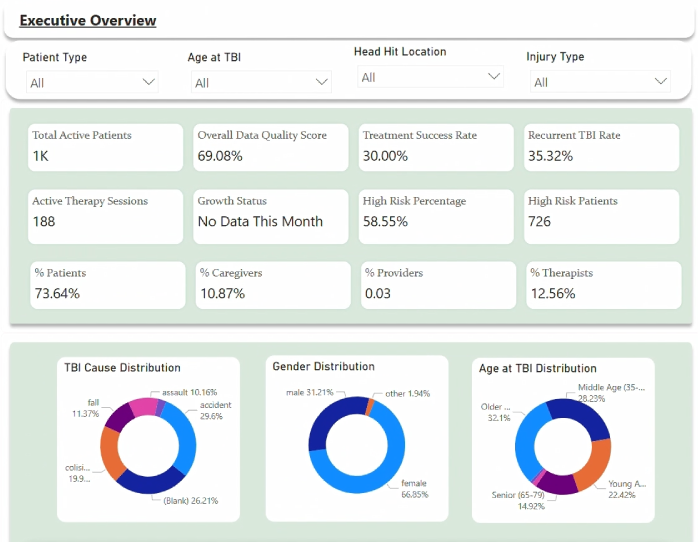 Executive Overview
Patient Type
All
Age at TBI
All
Head Hit Location
All
Injury Type
All
Total Active Patients
1K
Overall Data Quality Score
69.08%
Treatment Success Rate
30.00%
Recurrent TBI Rate
35.32%
Active Therapy Sessions
188
Growth Status
No Data This Month
High Risk Percentage
58.55%
High Risk Patients
726
% Patients
73.64%
% Caregivers
10.87%
% Providers
0.03
% Therapists
12.56%
TBI Cause Distribution
assault 10.16%
fall
11.37%
accident
29.6%
colisi...
19.9...
(Blank) 26.21%
Gender Distribution
male 31.21%
other 1.94%
female
66.85%
Age at TBI Distribution
Middle Age (35-...
28.23%
Older ...
32.1%
Young A...
22.42%
Senior (65-79)
14.92%